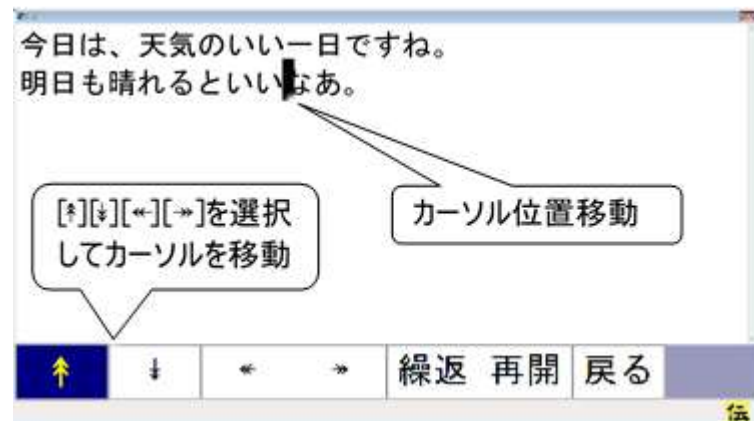 今日は、天気のいい一日ですね。
明日も晴れるといいなあ。
[↟][↡][↞][↠]を選択
してカーソルを移動
カーソル位置移動
↟ ↡ ↞ ↠ 繰返 再開 戻る
伝